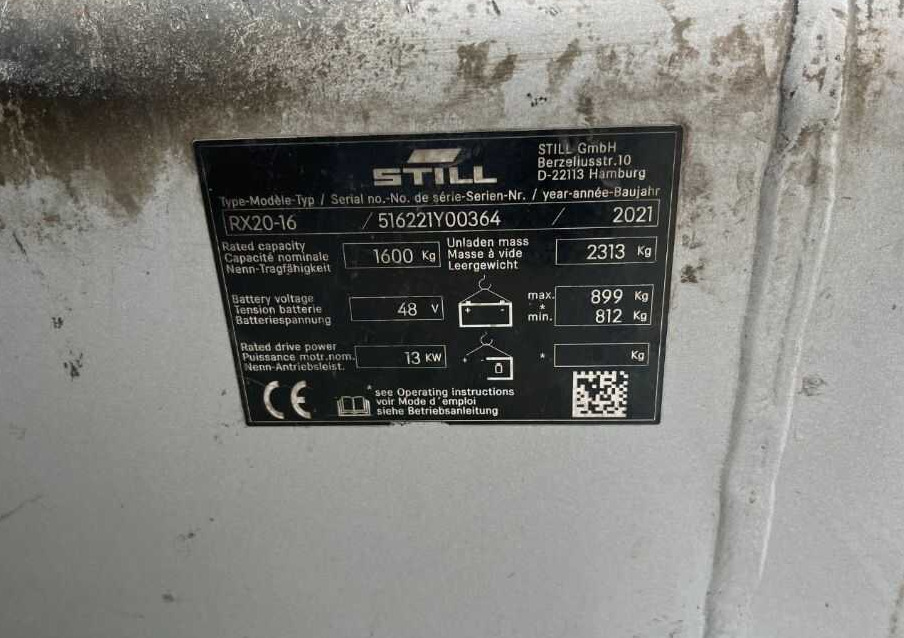 STILL
STILL GmbH
Berzeliusstr.10
D-22113 Hamburg
Type-Modèle-Typ / Serial no.-No. de série-Serien-Nr. / year-année-Baujahr
RX20-16 / 516221Y00364 / 2021
Rated capacity
Capacité nominale
Nenn-Tragfähigkeit
1600 Kg
Unladen mass
Masse à vide
Leergewicht
2313 Kg
Battery voltage
Tension batterie
Batteriespannung
48 V
+ -
max. 899 Kg
*
min. 812 Kg
Rated drive power
Puissance motr.nom.
Nenn-Antriebsleist.
13 KW
+ -
* Kg
CE
*see Operating instructions
voir Mode d'emploi
siehe Betriebsanleitung